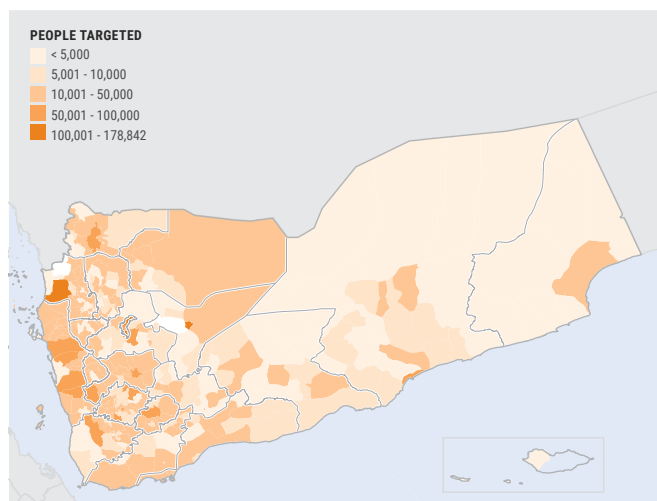 PEOPLE TARGETED
< 5,000
5,001 - 10,000
10,001 - 50,000
50,001 - 100,000
100,001 - 178,842